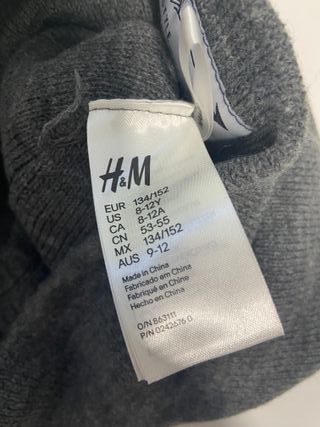 H&M
EUR 134/152
US 8-12Y
CA 8-12A
CN 53-55
MX 134/152
AUS 9-12
Made in China
Fabricado em China
Fabriqué en Chine
Hecho en China
O/N 863111
P/N 0242676 0